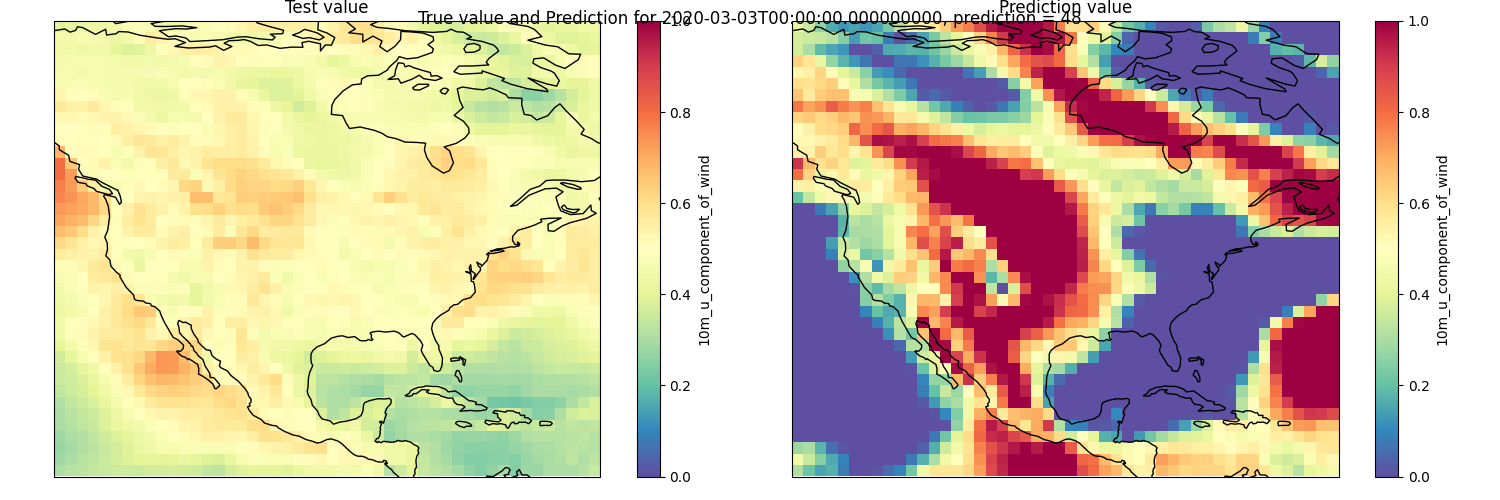 Test value
True value and Prediction for 2020-03-03T00:00:00.000000000, prediction = 48
Prediction value
1.0
0.8
0.6
0.4
0.2
0.0
10m_u_component_of_wind
1.0
0.8
0.6
0.4
0.2
0.0
10m_u_component_of_wind